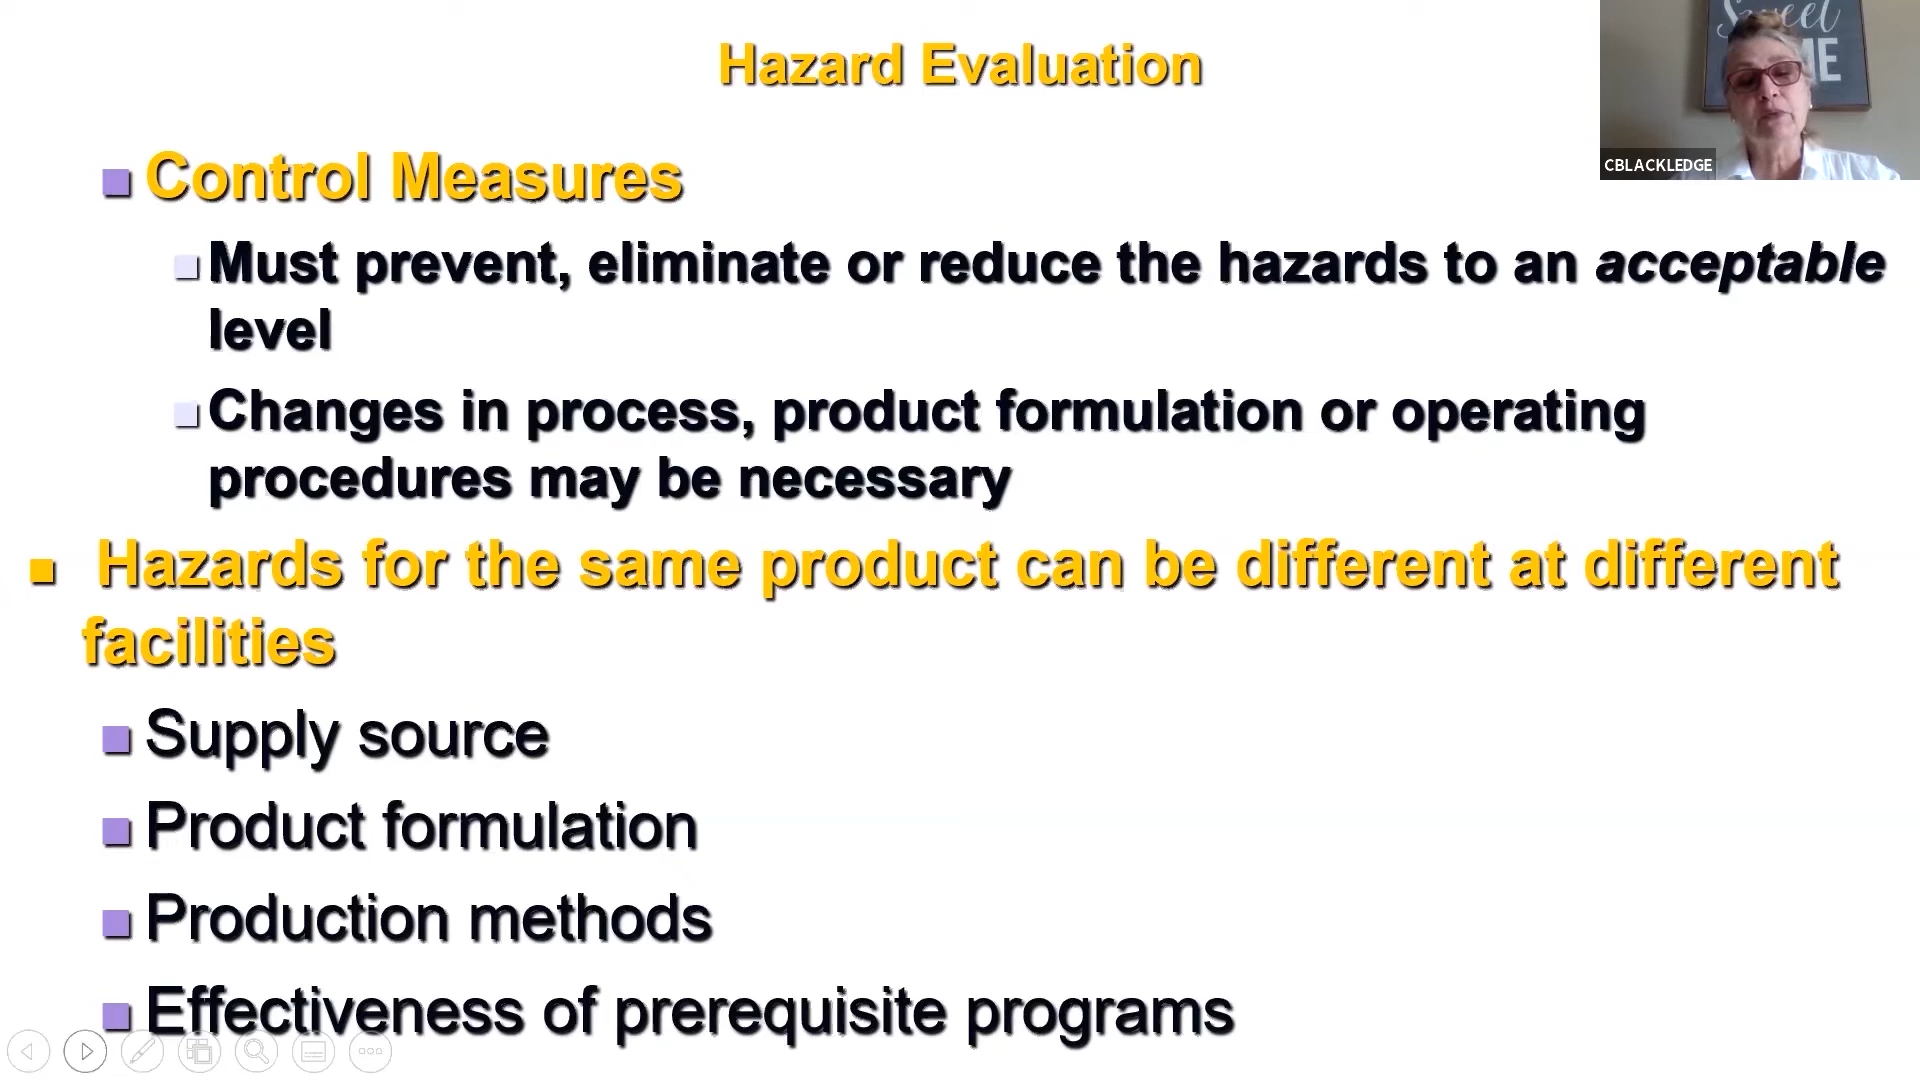 Hazard Evaluation
Sweet
ME
CBLACKLEDGE
Control Measures
Must prevent, eliminate or reduce the hazards to an acceptable
level
Changes in process, product formulation or operating
procedures may be necessary
Hazards for the same product can be different at different
facilities
Supply source
Product formulation
Production methods
Effectiveness of prerequisite programs